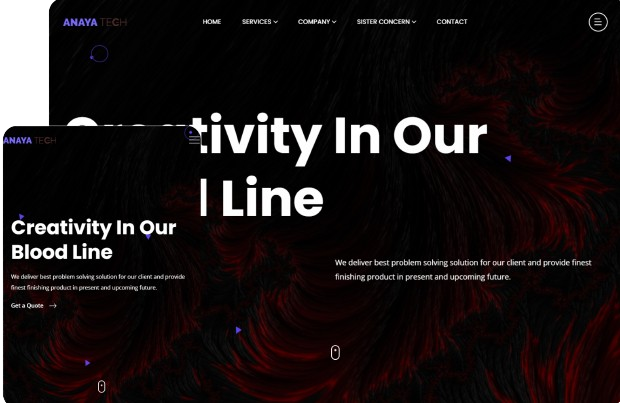 ANAYA TECH
HOME SERVICES COMPANY SISTER CONCERN CONTACT
tivity In Our
Line
We deliver best problem solving solution for our client and provide finest
finishing product in present and upcoming future.
ANAYA TECH
Creativity In Our
Blood Line
We deliver best problem solving solution for our client and provide
finest finishing product in present and upcoming future.
Get a Quote